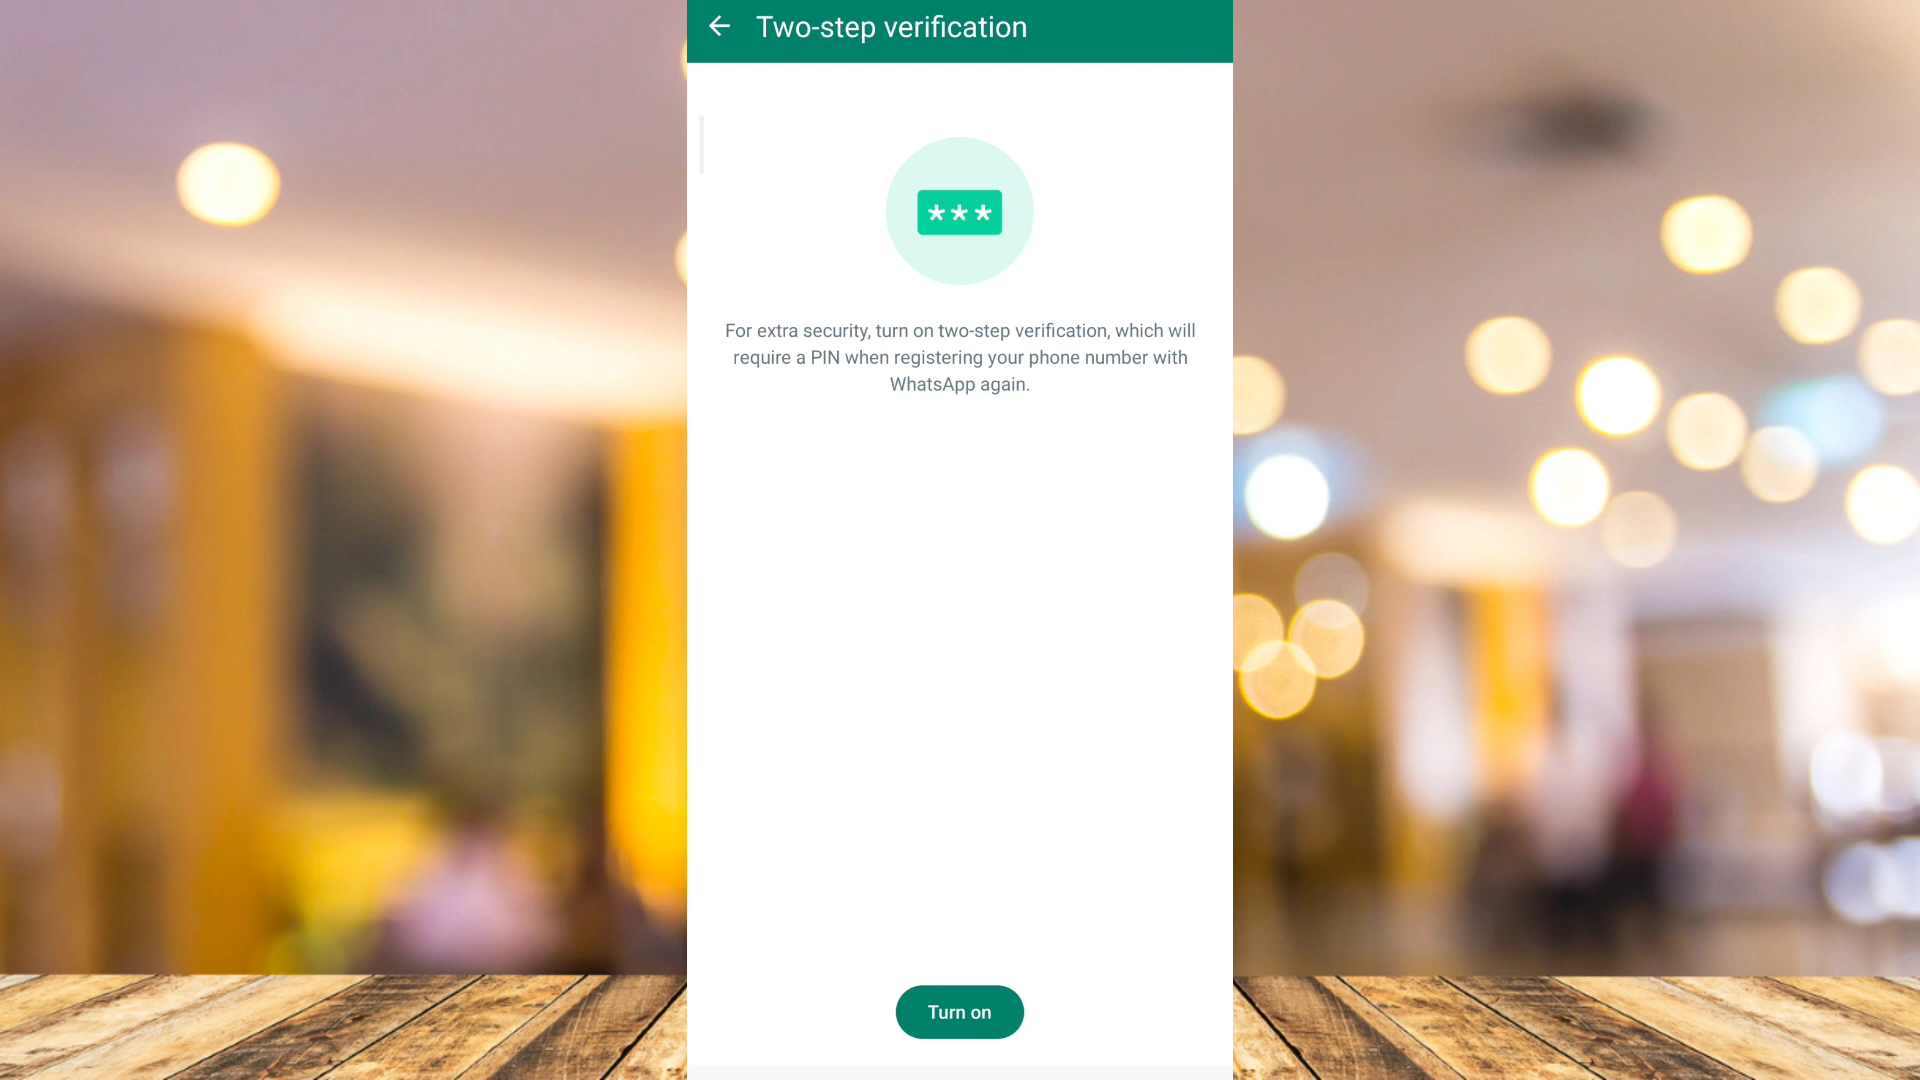 Two-step verification
***
For extra security, turn on two-step verification, which will
require a PIN when registering your phone number with
WhatsApp again.
Turn on